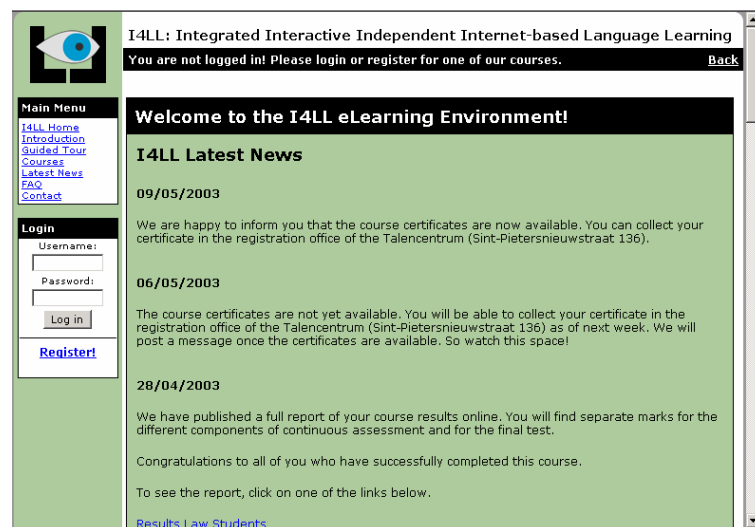 I4LL: Integrated Interactive Independent Internet-based Language Learning
You are not logged in! Please login or register for one of our courses. Back
Main Menu
I4LL Home
Introduction
Guided Tour
Courses
Latest News
FAQ
Contact
Login
Username:
Password:
Log in
Register!
Welcome to the I4LL eLearning Environment!
I4LL Latest News
09/05/2003
We are happy to inform you that the course certificates are now available. You can collect your
certificate in the registration office of the Talencentrum (Sint-Pietersnieuwstraat 136).
06/05/2003
The course certificates are not yet available. You will be able to collect your certificate in the
registration office of the Talencentrum (Sint-Pietersnieuwstraat 136) as of next week. We will
post a message once the certificates are available. So watch this space!
28/04/2003
We have published a full report of your course results online. You will find separate marks for the
different components of continuous assessment and for the final test.
Congratulations to all of you who have successfully completed this course.
To see the report, click on one of the links below.
Results Law Students